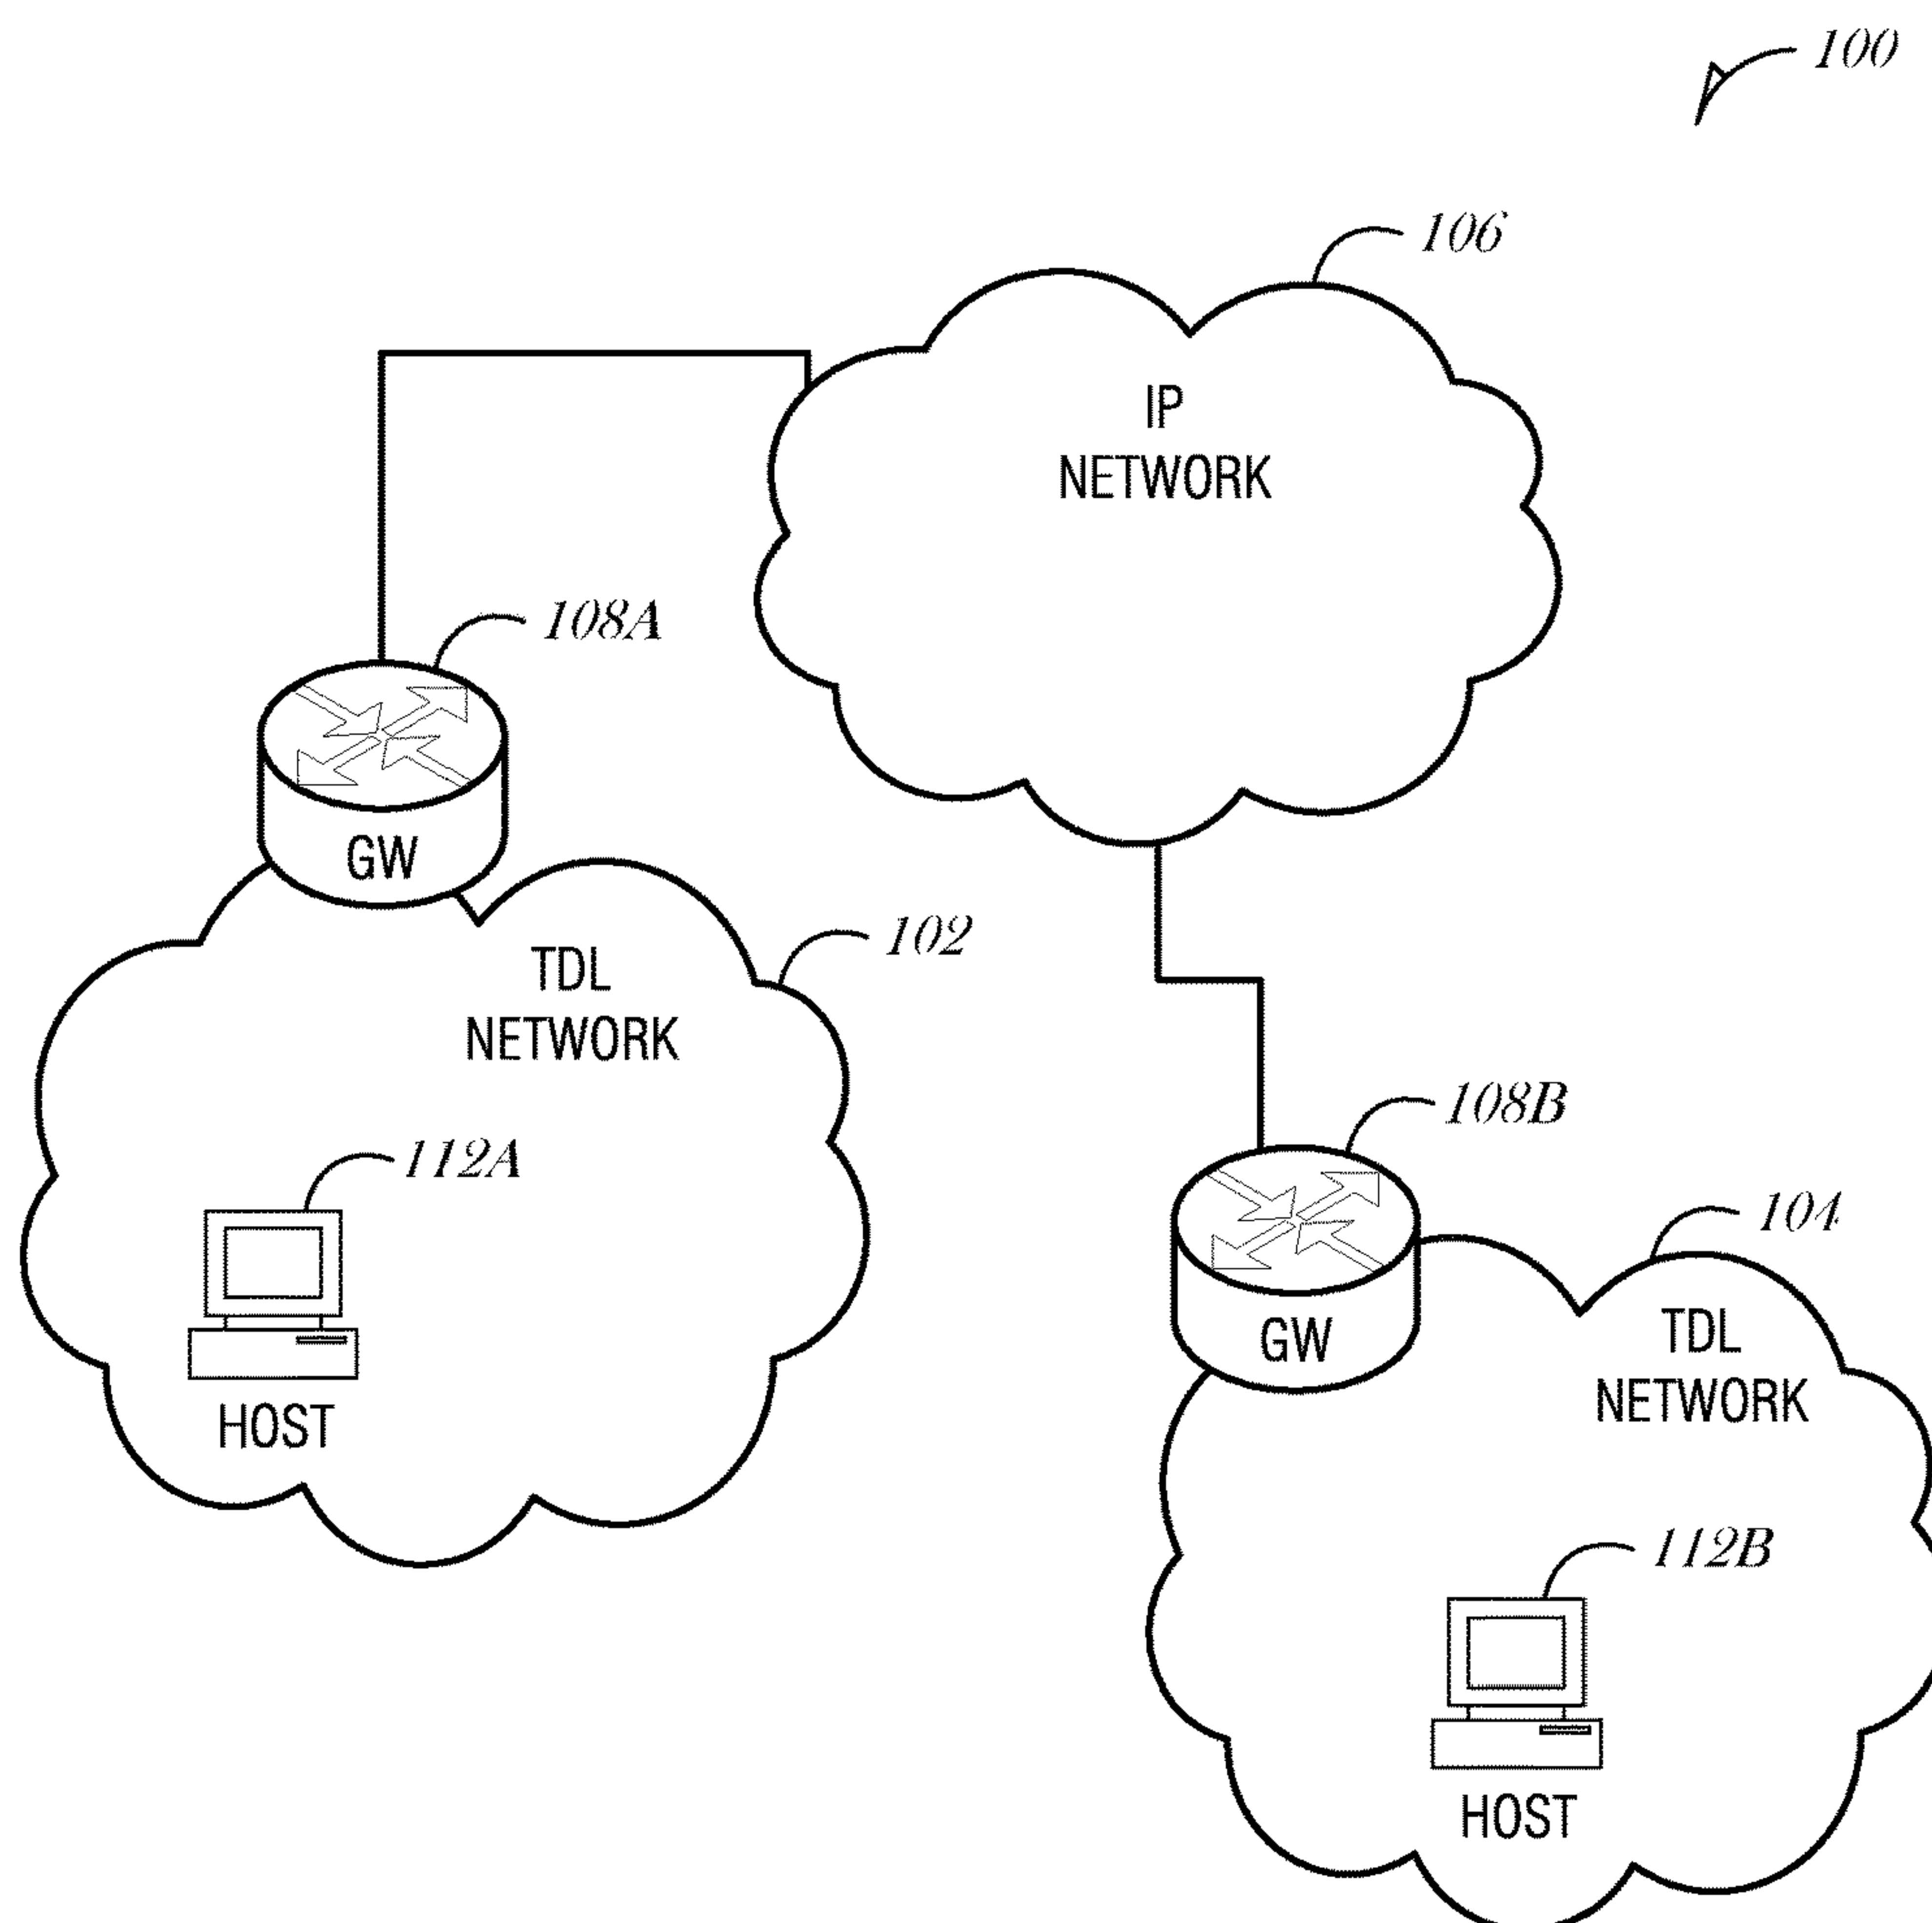 100
106
IP
NETWORK
108A
GW
102
TDL
NETWORK
108B
112A
104
GW
TDL
NETWORK
HOST
112B
HOST